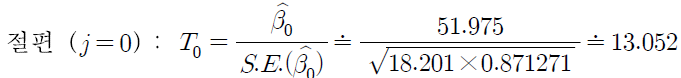 절편 (j=0) : T₀ = β̂₀ / S.E.(β̂₀) ≐ 51.975 / √(18.201×0.871271) ≐ 13.052